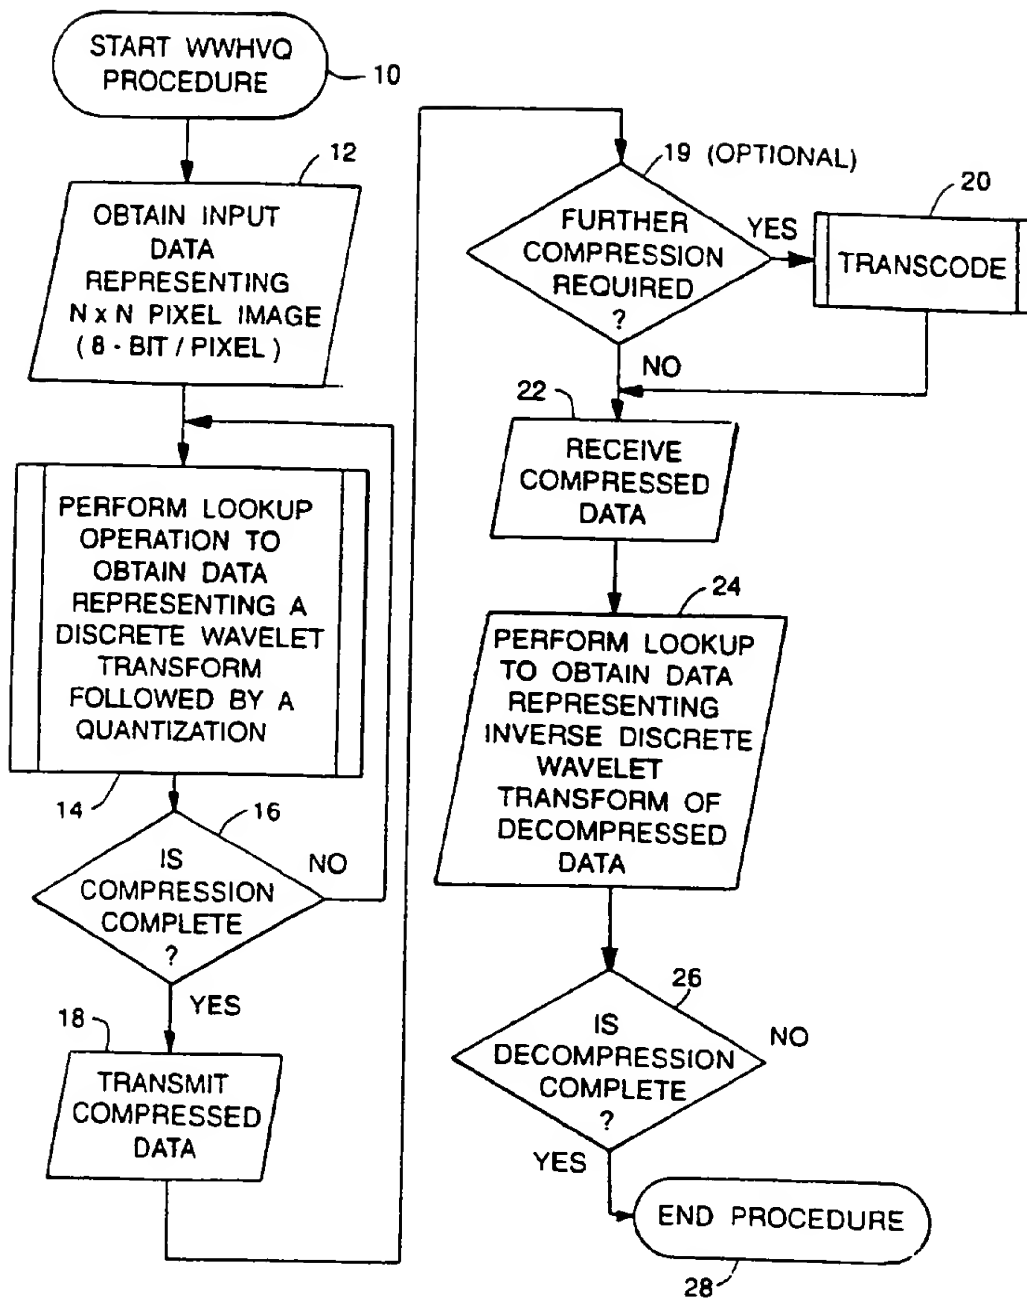 START WWHVQ
PROCEDURE
10
12
OBTAIN INPUT
DATA
REPRESENTING
N x N PIXEL IMAGE
( 8 - BIT / PIXEL )
PERFORM LOOKUP
OPERATION TO
OBTAIN DATA
REPRESENTING A
DISCRETE WAVELET
TRANSFORM
FOLLOWED BY A
QUANTIZATION
14
16
IS
COMPRESSION
COMPLETE
?
NO
YES
18
TRANSMIT
COMPRESSED
DATA
19 (OPTIONAL)
FURTHER
COMPRESSION
REQUIRED
?
YES
20
TRANSCODE
NO
22
RECEIVE
COMPRESSED
DATA
24
PERFORM LOOKUP
TO OBTAIN DATA
REPRESENTING
INVERSE DISCRETE
WAVELET
TRANSFORM OF
DECOMPRESSED
DATA
26
IS
DECOMPRESSION
COMPLETE
?
NO
YES
END PROCEDURE
28